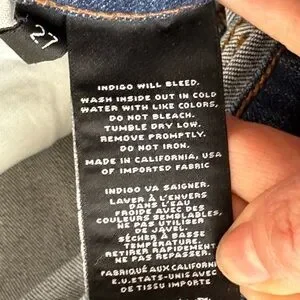 27
INDIGO WILL BLEED.
WASH INSIDE OUT IN COLD
WATER WITH LIKE COLORS,
DO NOT BLEACH.
TUMBLE DRY LOW.
REMOVE PROMPTLY.
DO NOT IRON.
MADE IN CALIFORNIA, USA
OF IMPORTED FABRIC
INDIGO VA SAIGNER.
LAVER À L'ENVERS
DANS L'EAU
FROIDE AVEC DES
COULEURS SEMBLABLES,
NE PAS UTILISER
DE JAVEL.
SÉCHER À BASSE
TEMPÉRATURE.
RETIRER RAPIDEMENT
NE PAS REPASSER.
FABRIQUÉ AUX CALIFORNI
E.U. ETATS-UNIS AVEC
DE TISSU IMPORTE